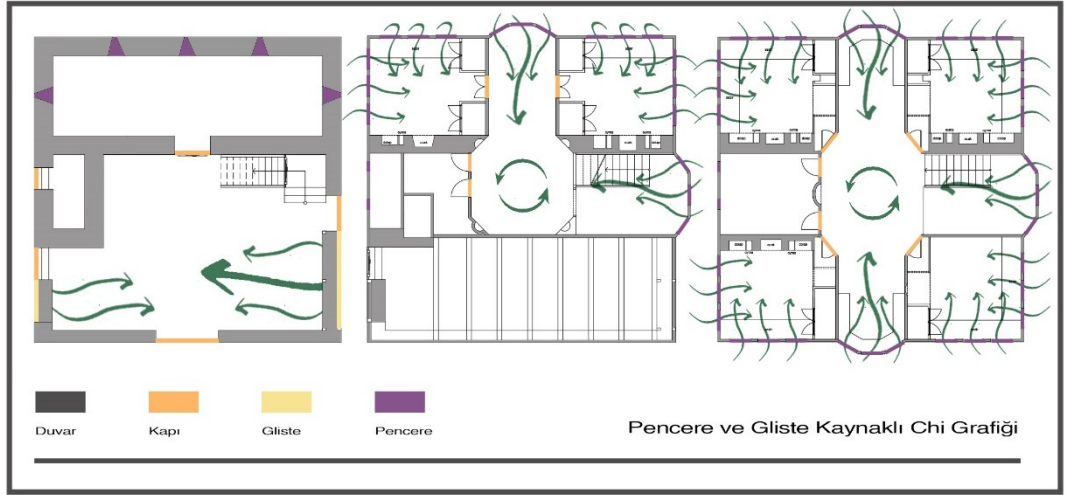 Duvar
Kapı
Gliste
Pencere
Pencere ve Gliste Kaynaklı Chi Grafiği